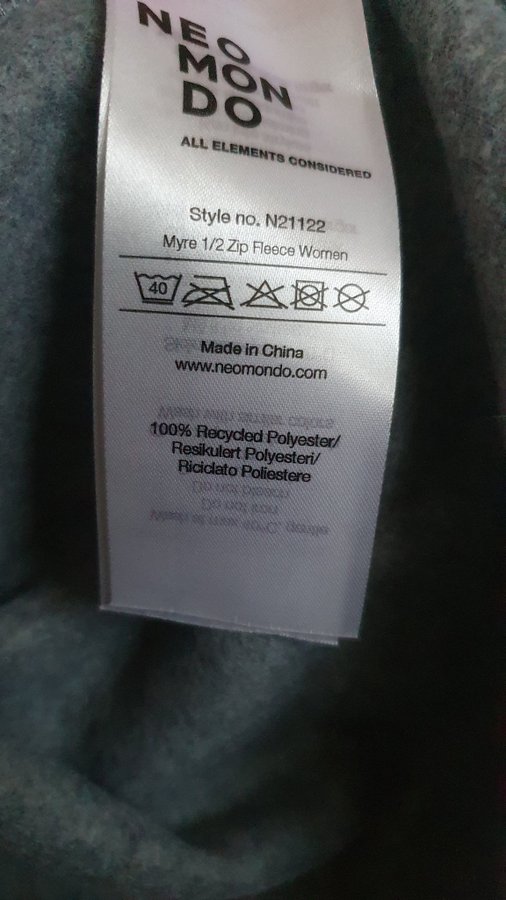 NEO
MON
DO
ALL ELEMENTS CONSIDERED
Style no. N21122
Myre 1/2 Zip Fleece Women
40
Made in China
www.neomondo.com
100% Recycled Polyester/
Resikulert Polyesteri/
Riciclato Poliestere